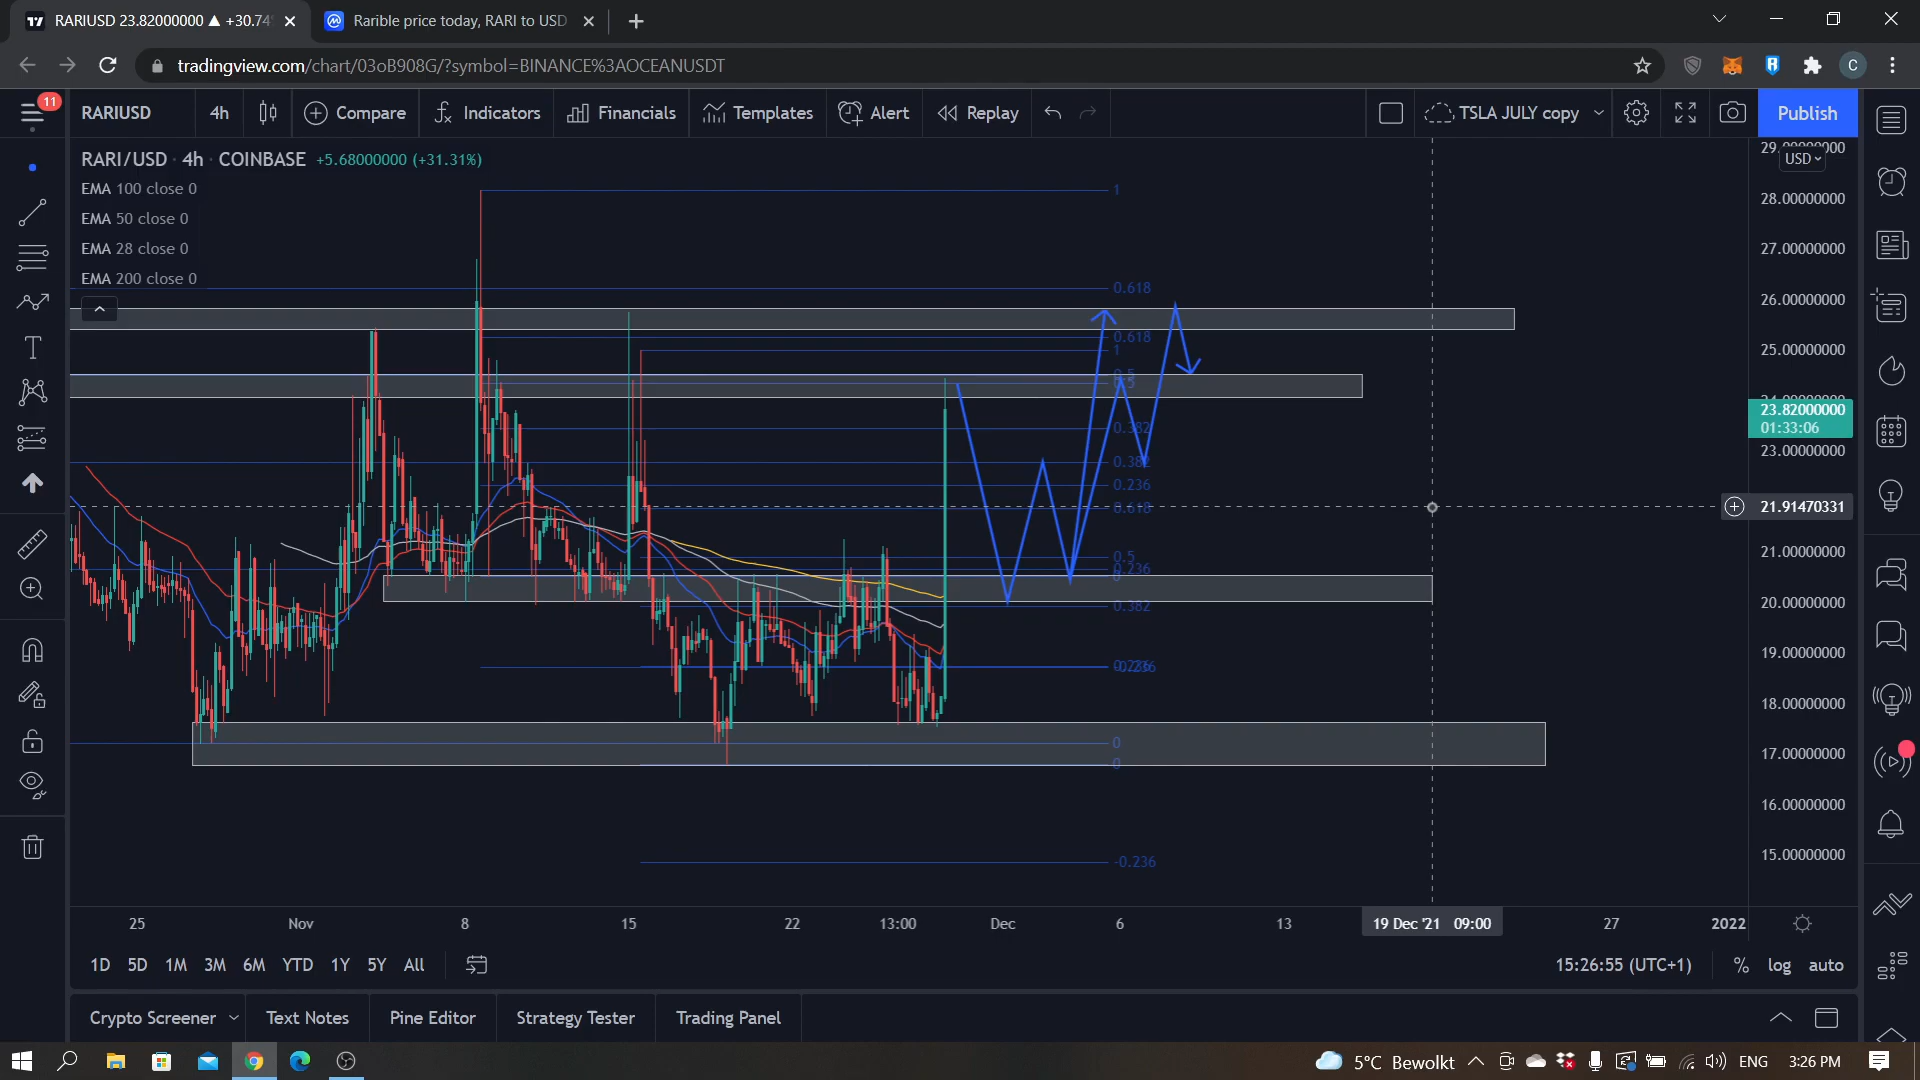 RARIUSD 23.82000000 ▲ +30.74
Rarible price today, RARI to USD
tradingview.com/chart/03oB908G/?symbol=BINANCE%3AOCEANUSDT
C
11
RARIUSD
4h
Compare
Indicators
Financials
Templates
Alert
Replay
TSLA JULY copy
Publish
RARI/USD · 4h · COINBASE +5.68000000 (+31.31%)
EMA 100 close 0
EMA 50 close 0
EMA 28 close 0
EMA 200 close 0
USD
28.00000000
27.00000000
26.00000000
25.00000000
23.82000000
01:33:06
23.00000000
21.91470331
21.00000000
20.00000000
19.00000000
18.00000000
17.00000000
16.00000000
15.00000000
1
0.618
0.618
1
0.5
0.382
0.382
0.236
0.618
0.5
0.236
0.382
0
0
-0.236
25
Nov
8
15
22
13:00
Dec
6
13
19 Dec '21 09:00
27
2022
1D 5D 1M 3M 6M YTD 1Y 5Y All
15:26:55 (UTC+1)
% log auto
Crypto Screener
Text Notes
Pine Editor
Strategy Tester
Trading Panel
5°C Bewolkt
ENG
3:26 PM